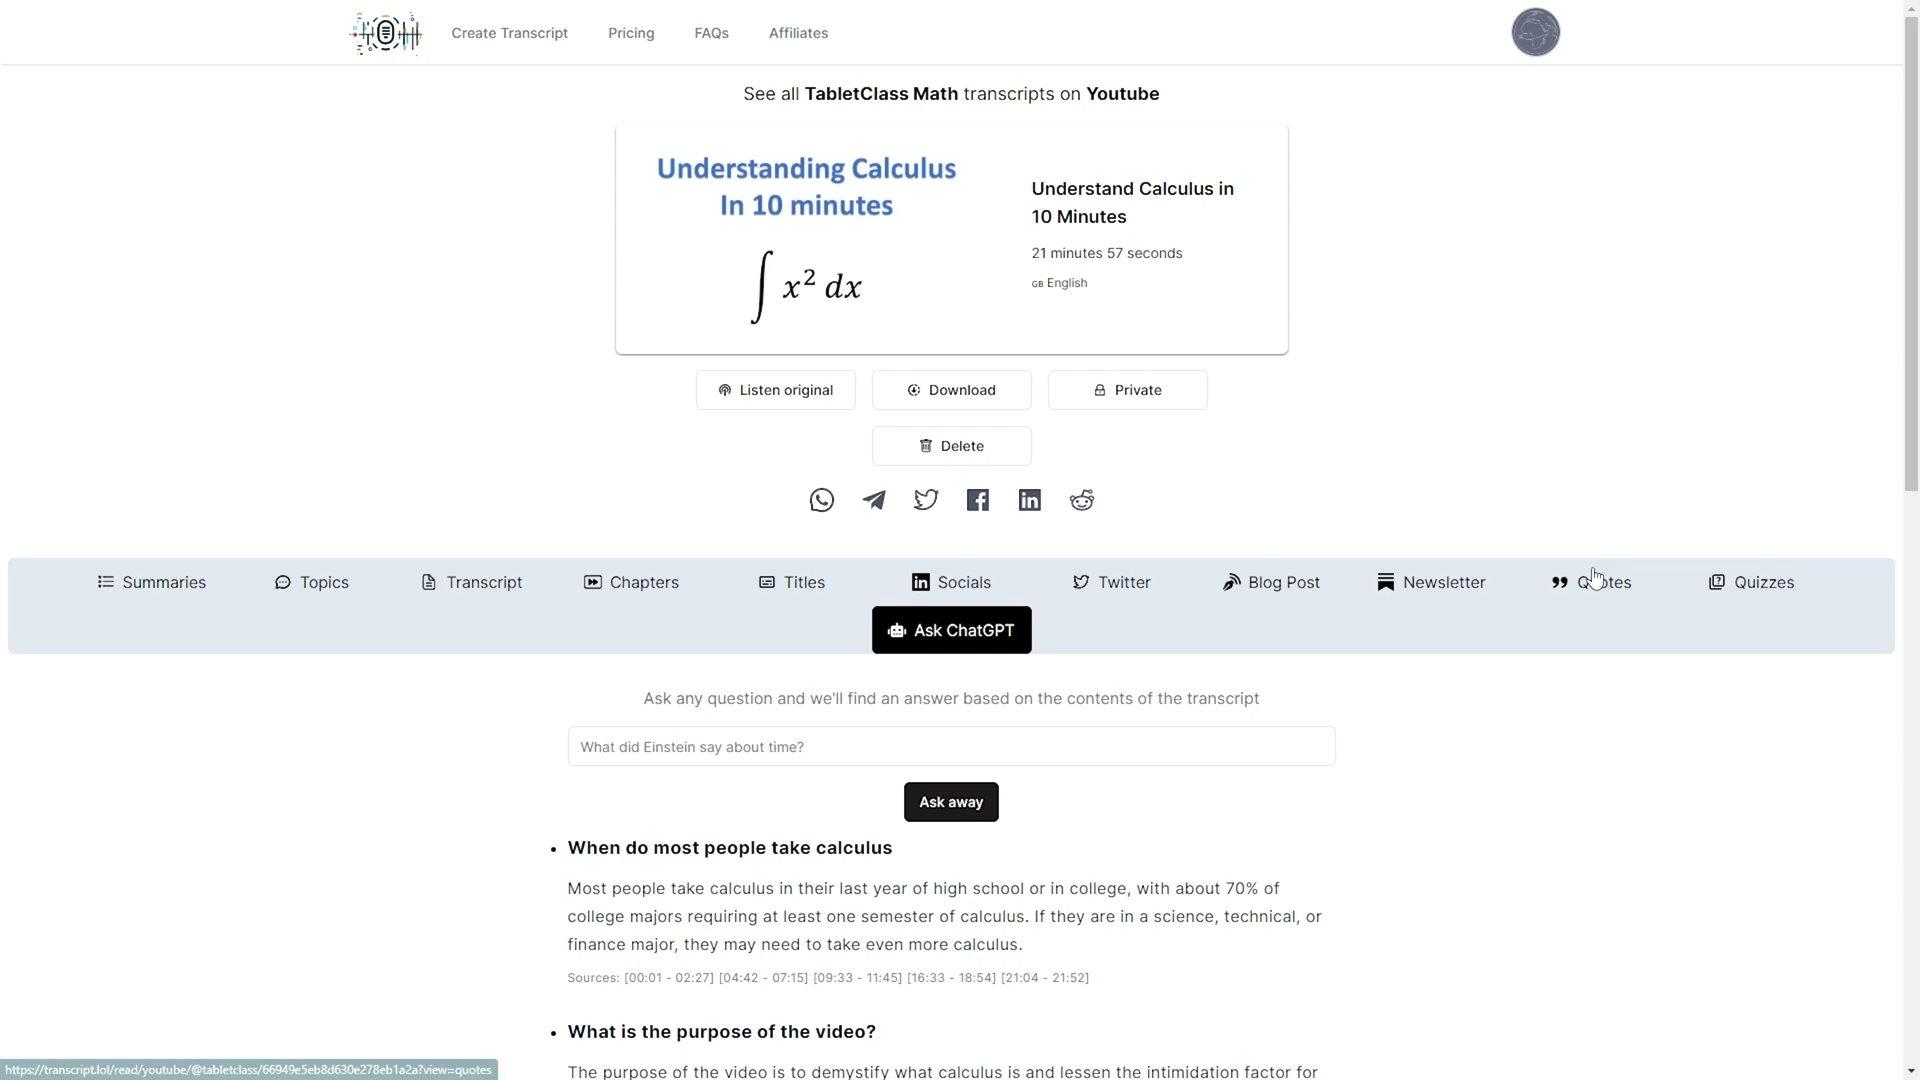 Create Transcript
Pricing
FAQs
Affiliates
See all TabletClass Math transcripts on Youtube
Understanding Calculus
In 10 minutes
∫ x² dx
Understand Calculus in
10 Minutes
21 minutes 57 seconds
GB English
Listen original
Download
Private
Delete
Summaries
Topics
Transcript
Chapters
Titles
Socials
Twitter
Blog Post
Newsletter
Quotes
Quizzes
Ask ChatGPT
Ask any question and we'll find an answer based on the contents of the transcript
What did Einstein say about time?
Ask away
• When do most people take calculus
Most people take calculus in their last year of high school or in college, with about 70% of
college majors requiring at least one semester of calculus. If they are in a science, technical, or
finance major, they may need to take even more calculus.
Sources: [00:01 - 02:27] [04:42 - 07:15] [09:33 - 11:45] [16:33 - 18:54] [21:04 - 21:52]
• What is the purpose of the video?
The purpose of the video is to demystify what calculus is and lessen the intimidation factor for
https://transcript.lol/read/youtube/@tabletclass/66949e5eb8d630e278eb1a2a?view=quotes